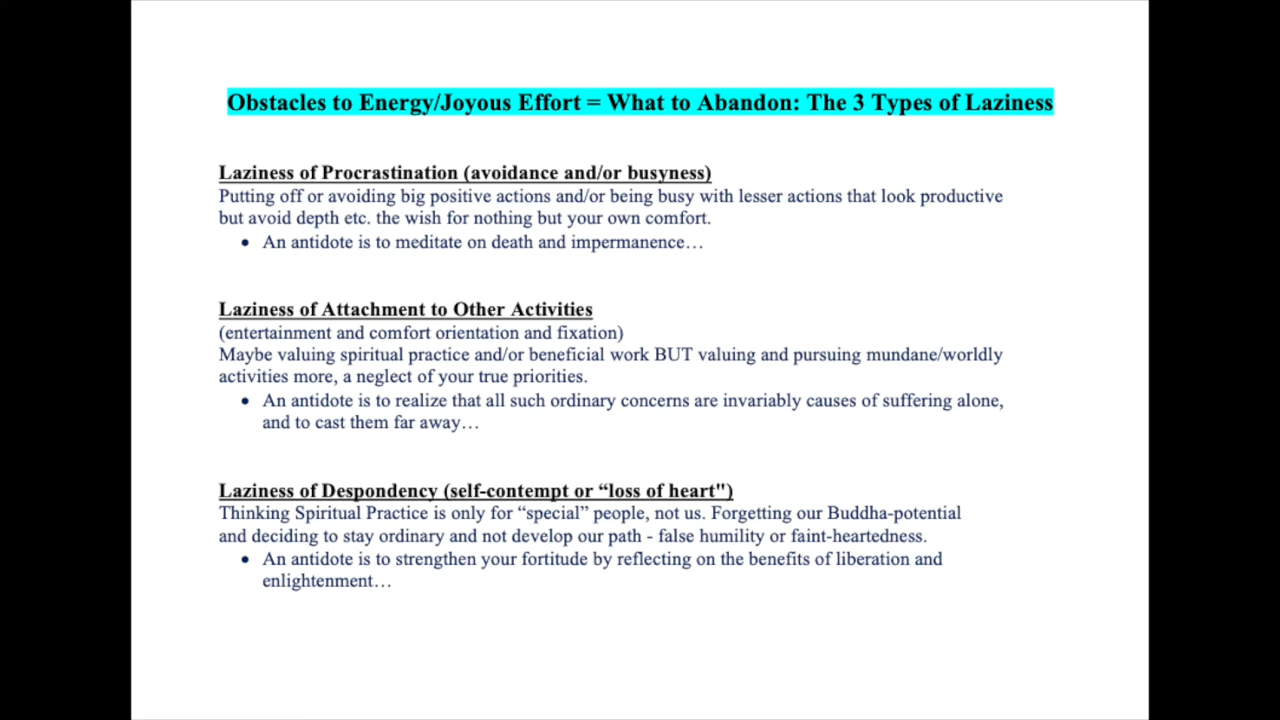 Obstacles to Energy/Joyous Effort = What to Abandon: The 3 Types of Laziness
Laziness of Procrastination (avoidance and/or busyness)
Putting off or avoiding big positive actions and/or being busy with lesser actions that look productive
but avoid depth etc. the wish for nothing but your own comfort.
• An antidote is to meditate on death and impermanence…
Laziness of Attachment to Other Activities
(entertainment and comfort orientation and fixation)
Maybe valuing spiritual practice and/or beneficial work BUT valuing and pursuing mundane/worldly
activities more, a neglect of your true priorities.
• An antidote is to realize that all such ordinary concerns are invariably causes of suffering alone,
and to cast them far away…
Laziness of Despondency (self-contempt or “loss of heart")
Thinking Spiritual Practice is only for “special” people, not us. Forgetting our Buddha-potential
and deciding to stay ordinary and not develop our path - false humility or faint-heartedness.
• An antidote is to strengthen your fortitude by reflecting on the benefits of liberation and
enlightenment…